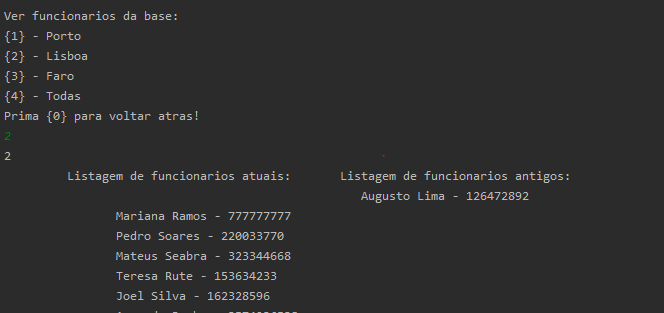 Ver funcionarios da base:
{1} - Porto
{2} - Lisboa
{3} - Faro
{4} - Todas
Prima {0} para voltar atras!
2
2
Listagem de funcionarios atuais: Listagem de funcionarios antigos:
Augusto Lima - 126472892
Mariana Ramos - 777777777
Pedro Soares - 220033770
Mateus Seabra - 323344668
Teresa Rute - 153634233
Joel Silva - 162328596